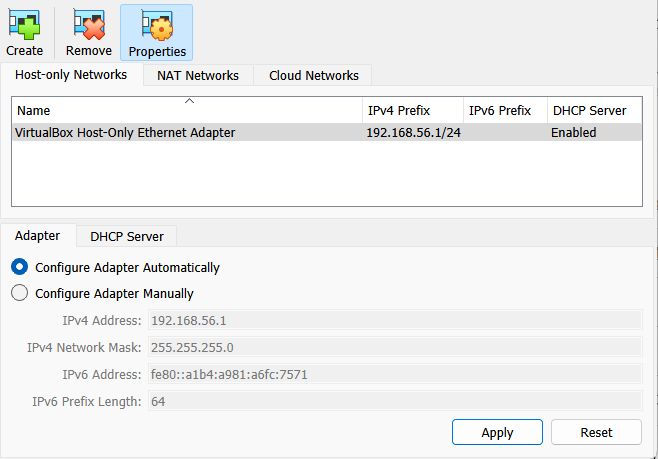 Create Remove Properties
Host-only Networks NAT Networks Cloud Networks
Name IPv4 Prefix IPv6 Prefix DHCP Server
VirtualBox Host-Only Ethernet Adapter 192.168.56.1/24 Enabled
Adapter DHCP Server
Configure Adapter Automatically
Configure Adapter Manually
IPv4 Address: 192.168.56.1
IPv4 Network Mask: 255.255.255.0
IPv6 Address: fe80::a1b4:a981:a6fc:7571
IPv6 Prefix Length: 64
Apply Reset